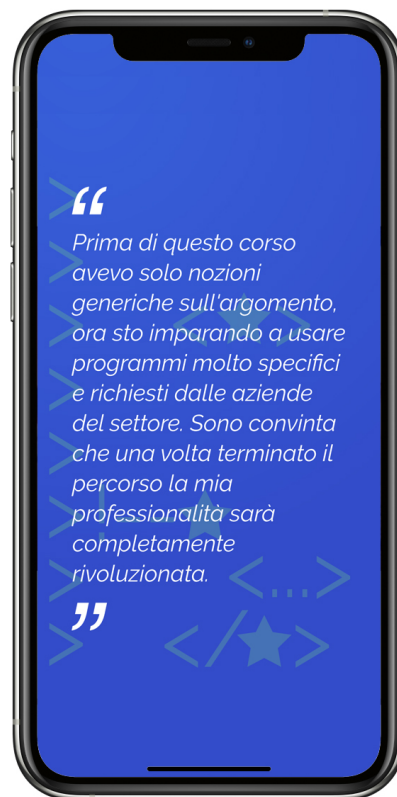 “
Prima di questo corso
avevo solo nozioni
generiche sull'argomento,
ora sto imparando a usare
programmi molto specifici
e richiesti dalle aziende
del settore. Sono convinta
che una volta terminato il
percorso la mia
professionalità sarà
completamente
rivoluzionata.
”